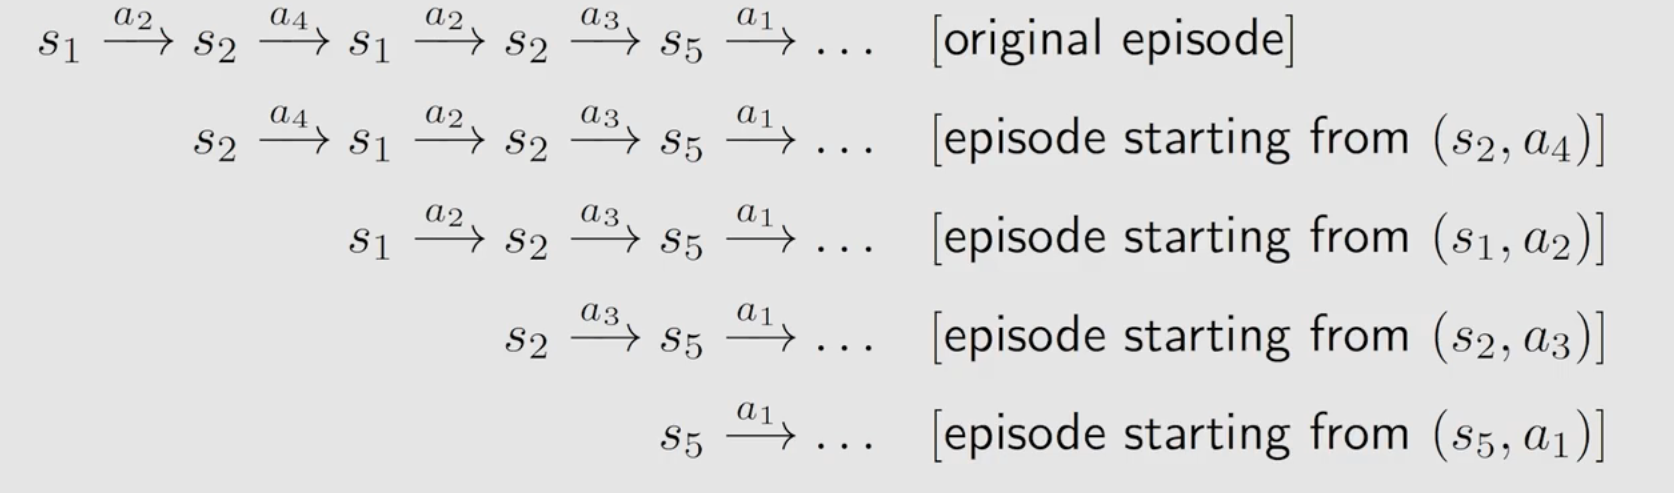 s₁ --a₂--> s₂ --a₄--> s₁ --a₂--> s₂ --a₃--> s₅ --a₁--> ... [original episode]
s₂ --a₄--> s₁ --a₂--> s₂ --a₃--> s₅ --a₁--> ... [episode starting from (s₂, a₄)]
s₁ --a₂--> s₂ --a₃--> s₅ --a₁--> ... [episode starting from (s₁, a₂)]
s₂ --a₃--> s₅ --a₁--> ... [episode starting from (s₂, a₃)]
s₅ --a₁--> ... [episode starting from (s₅, a₁)]